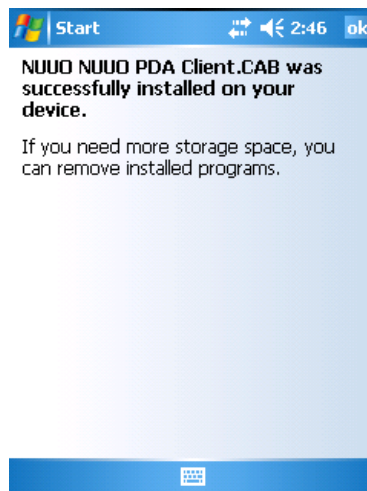 Start 2:46 ok
NUUO NUUO PDA Client.CAB was
successfully installed on your
device.
If you need more storage space, you
can remove installed programs.